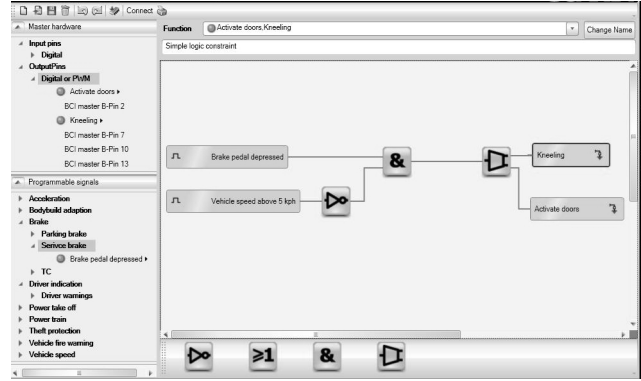 Connect
Master hardware
Input pins
Digital
OutputPins
Digital or PWM
Activate doors
BCI master B-Pin 2
Kneeling
BCI master B-Pin 7
BCI master B-Pin 10
BCI master B-Pin 13
Programmable signals
Acceleration
Bodybuild adaption
Brake
Parking brake
Serivce brake
Brake pedal depressed
TC
Driver indication
Driver warnings
Power take off
Power train
Theft protection
Vehicle fire warning
Vehicle speed
Function
Activate doors,Kneeling
Change Name
Simple logic constraint
Brake pedal depressed
&
Kneeling
Vehicle speed above 5 kph
Activate doors
≥1
&